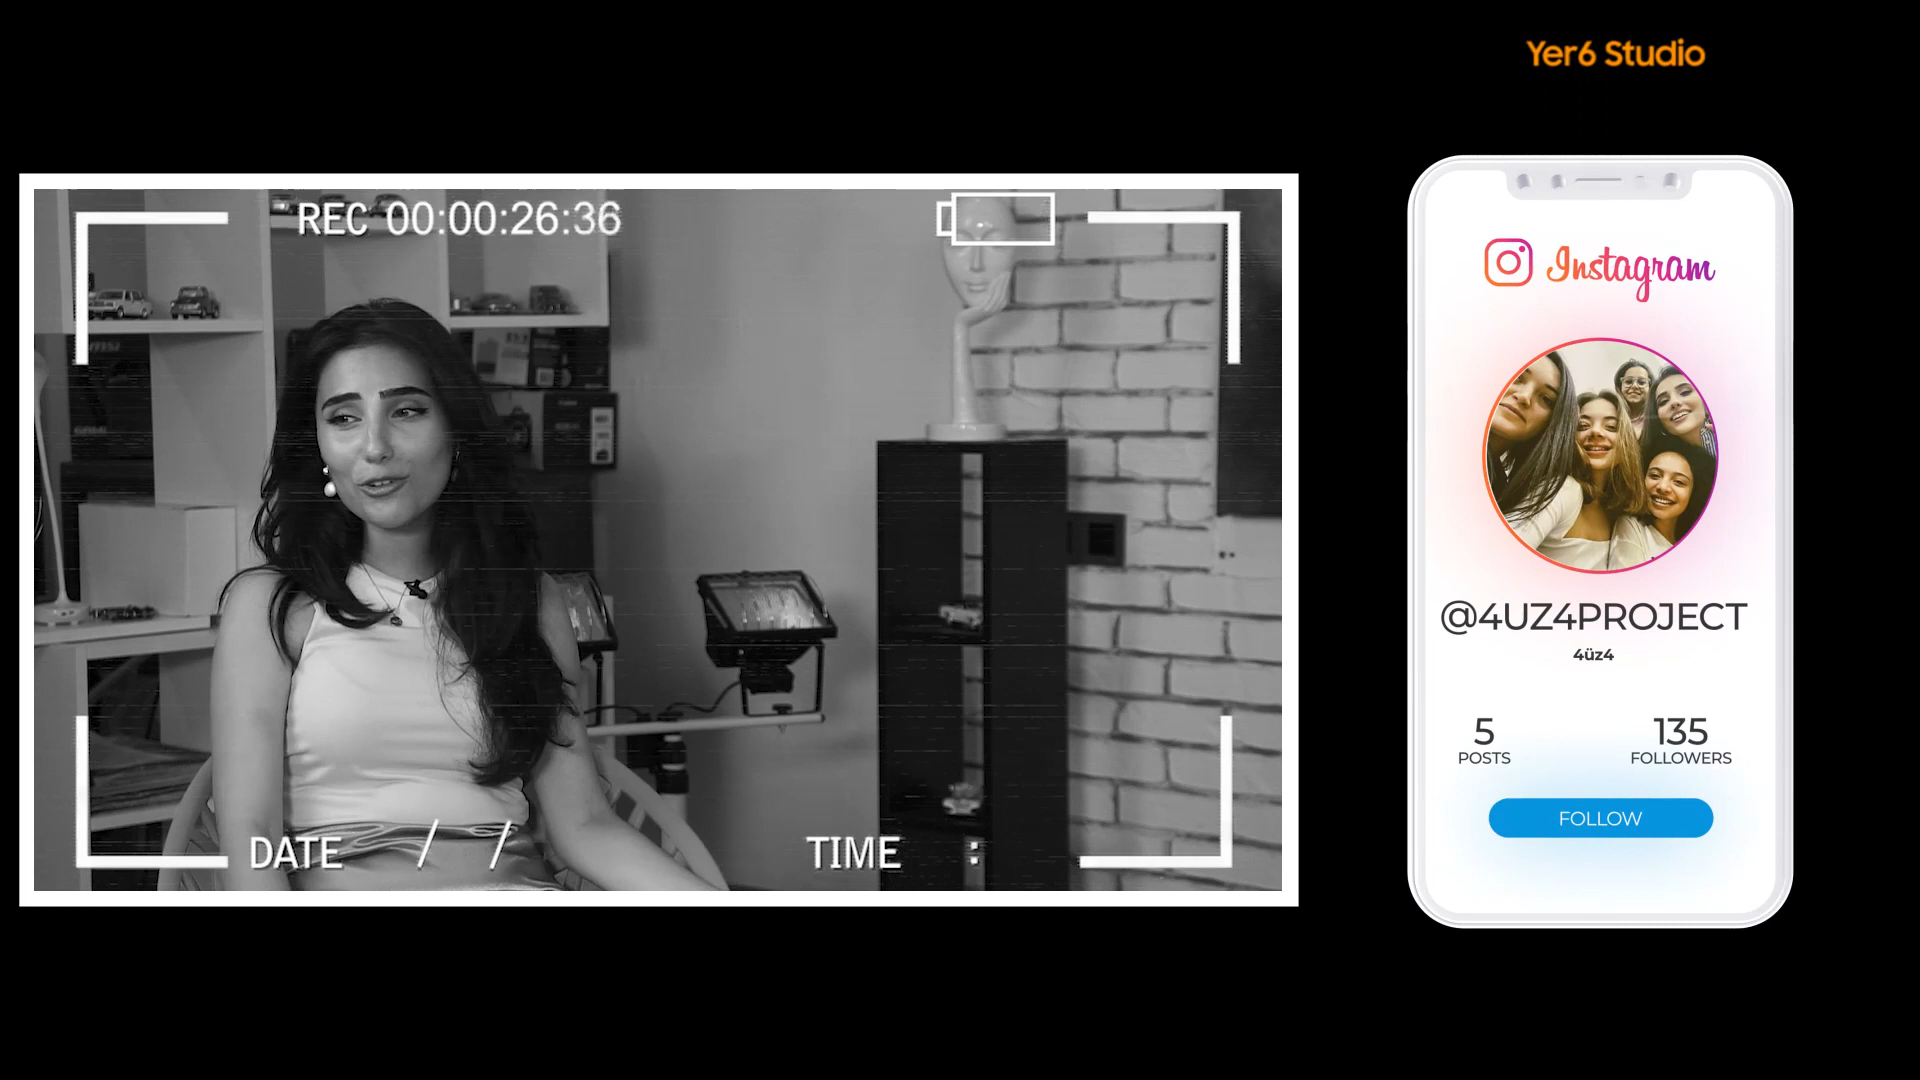 Yer6 Studio
REC 00:00:26:36
DATE / /
TIME :
Instagram
@4UZ4PROJECT
4üz4
5
POSTS
135
FOLLOWERS
FOLLOW